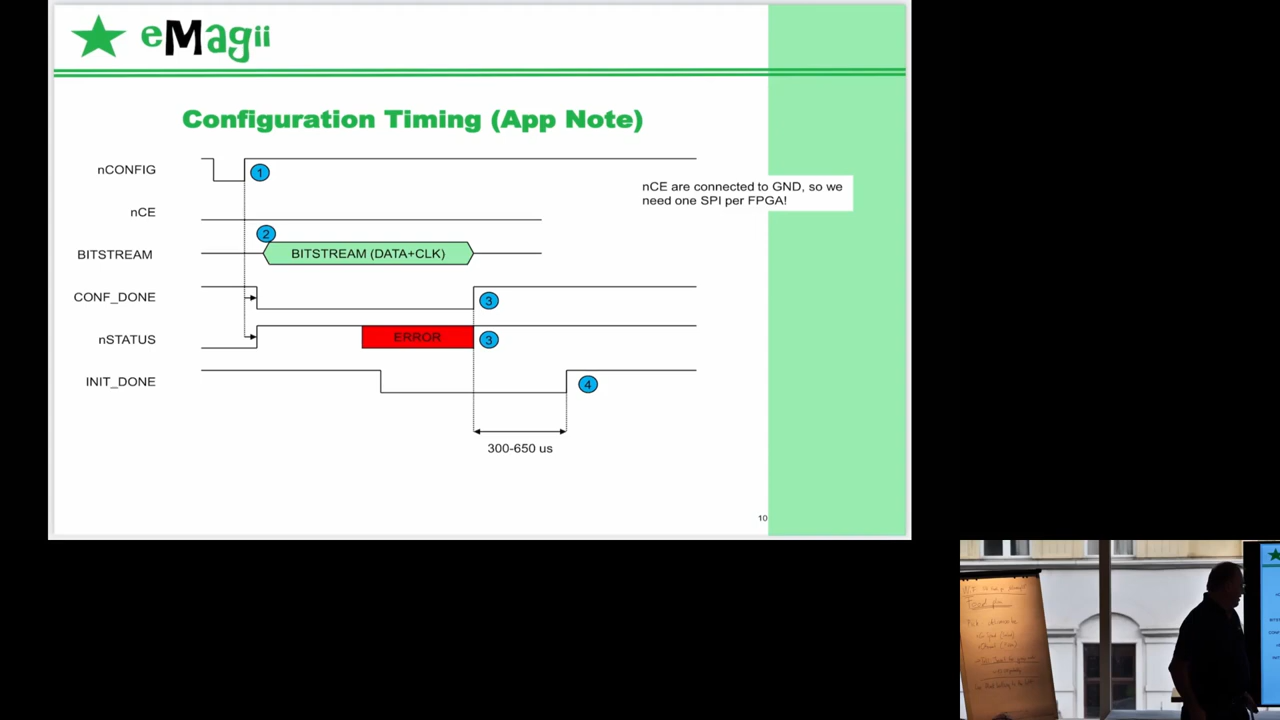 eMagii
Configuration Timing (App Note)
nCONFIG
1
nCE are connected to GND, so we
need one SPI per FPGA!
nCE
2
BITSTREAM
BITSTREAM (DATA+CLK)
CONF_DONE
3
nSTATUS
ERROR
3
INIT_DONE
4
300-650 us
10